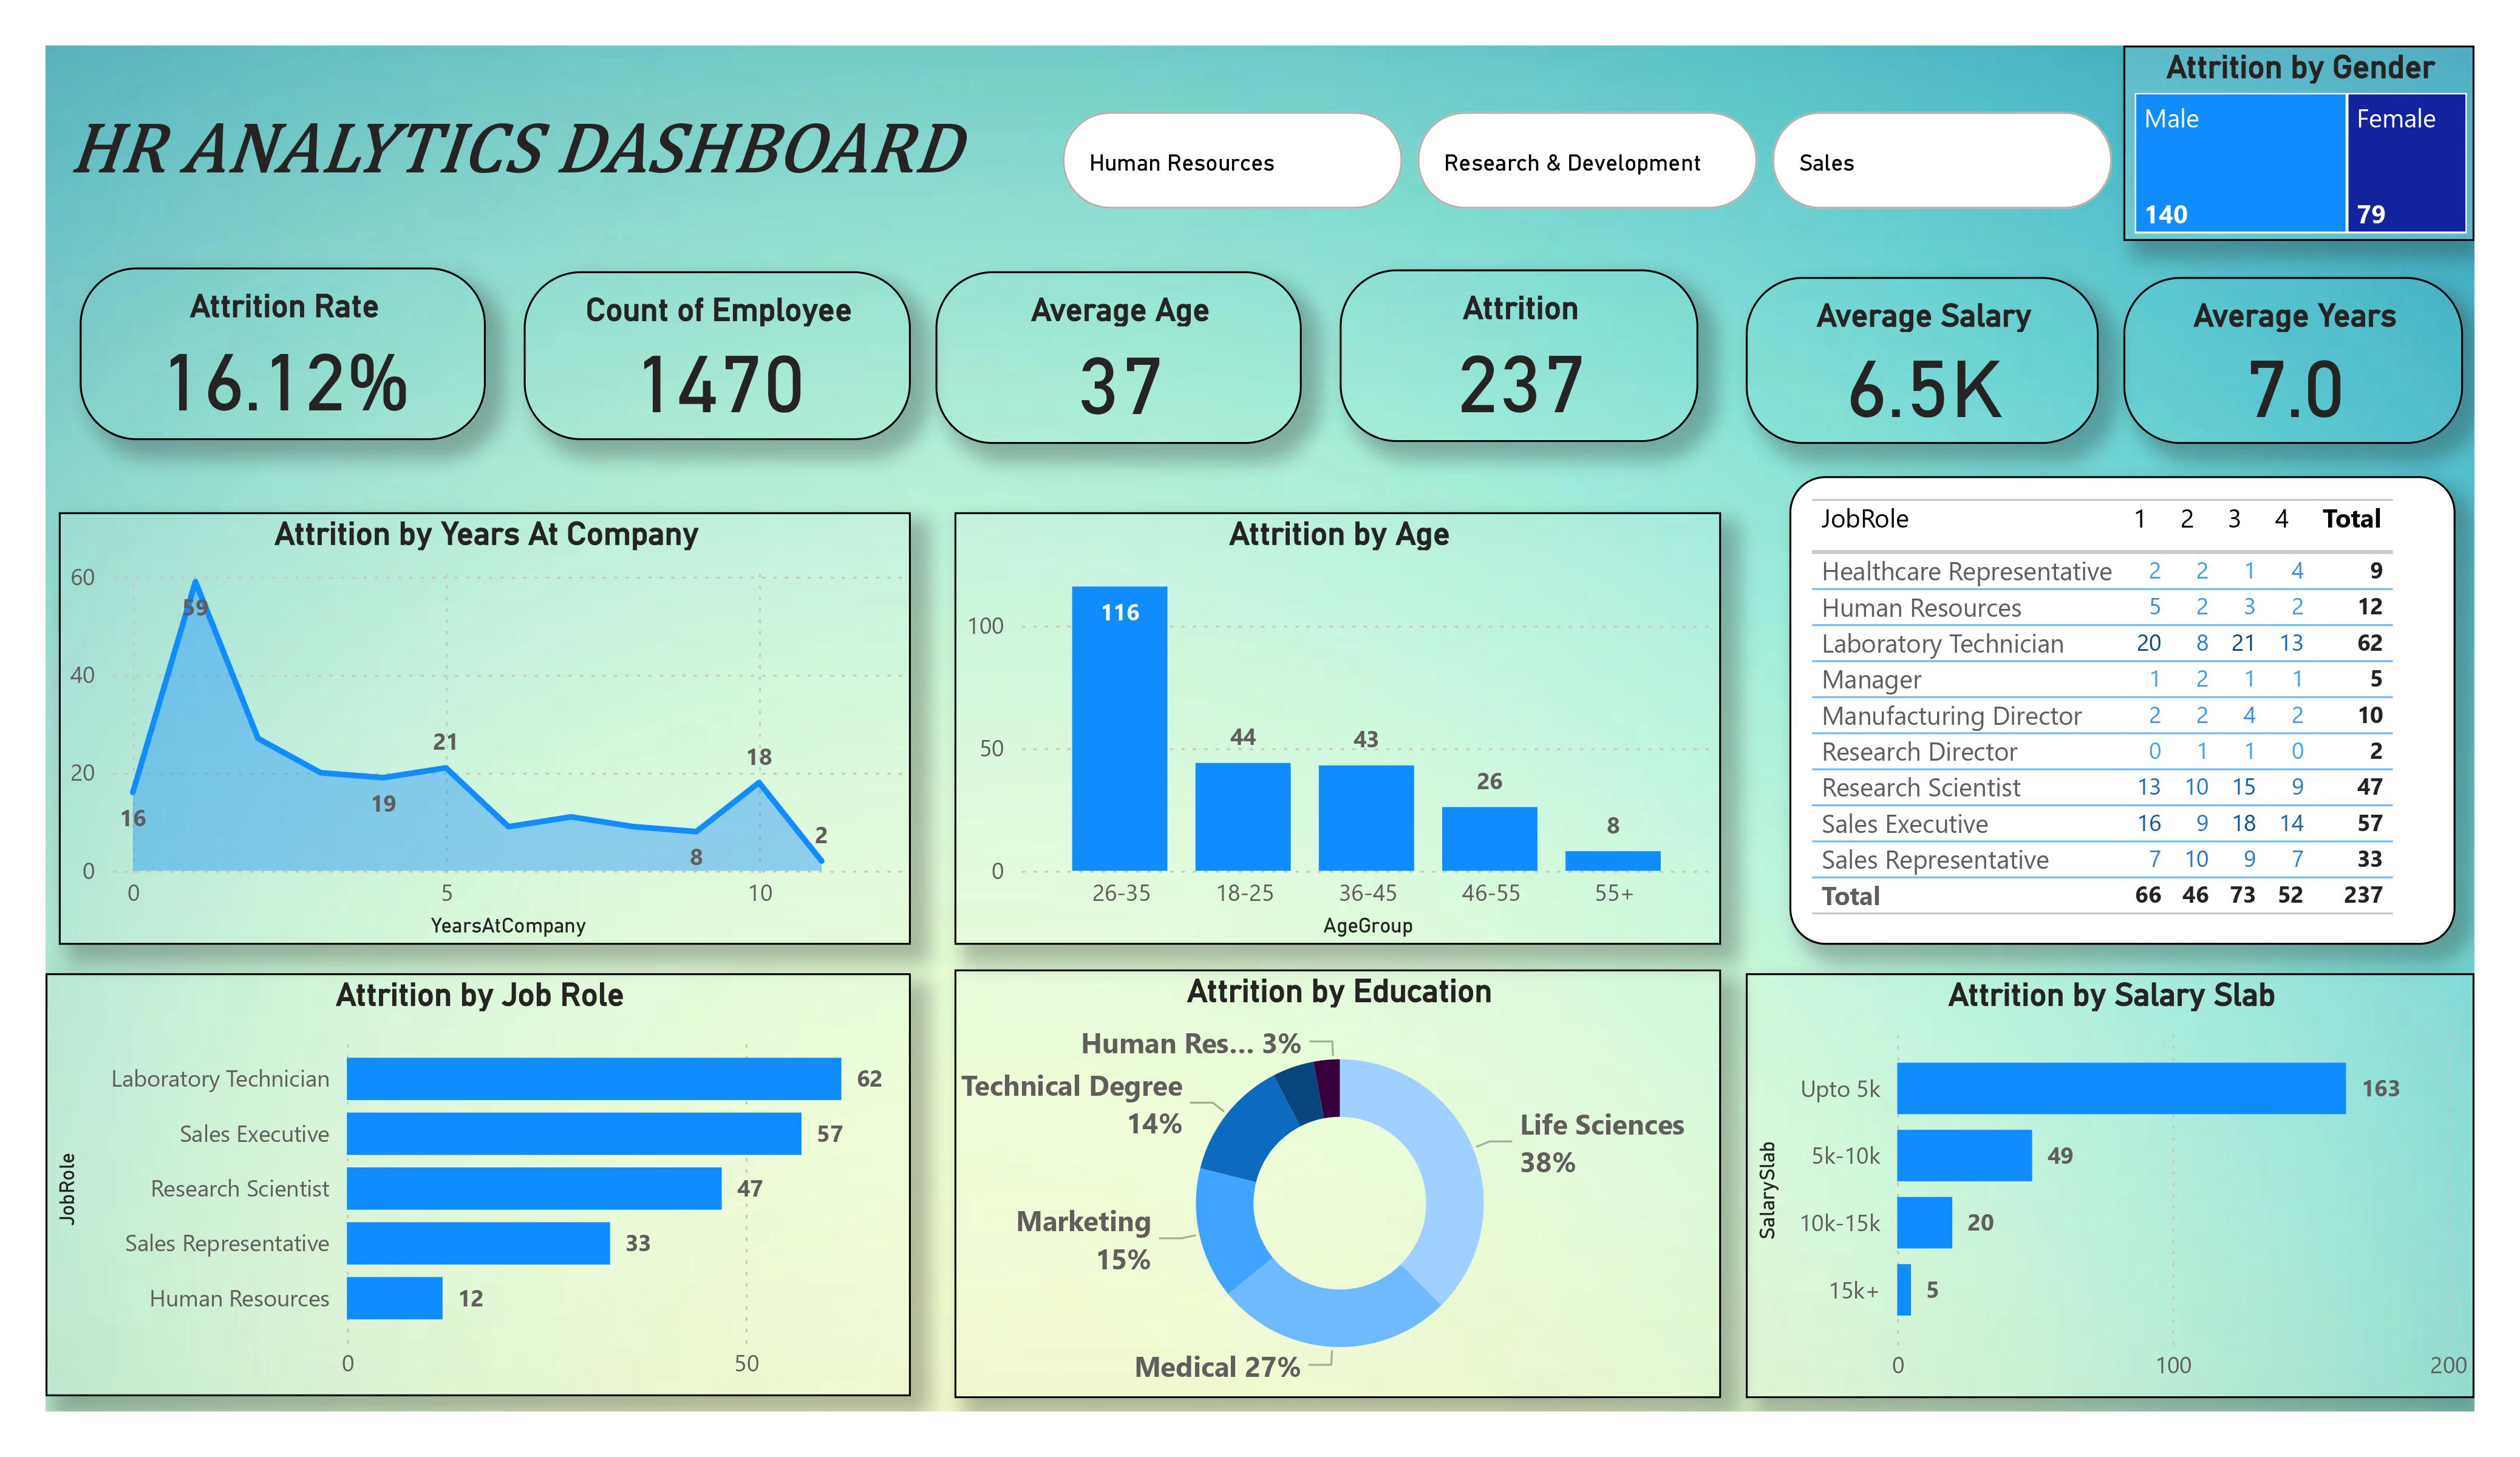 HR ANALYTICS DASHBOARD
Human Resources
Research & Development
Sales
Attrition by Gender
Male
Female
140
79
Attrition Rate
16.12%
Count of Employee
1470
Average Age
37
Attrition
237
Average Salary
6.5K
Average Years
7.0
Attrition by Years At Company
60
40
20
0
59
16
19
21
8
18
2
0 5 10
YearsAtCompany
Attrition by Age
100
50
0
116
44
43
26
8
26-35 18-25 36-45 46-55 55+
AgeGroup
JobRole 1 2 3 4 Total
Healthcare Representative 2 2 1 4 9
Human Resources 5 2 3 2 12
Laboratory Technician 20 8 21 13 62
Manager 1 2 1 1 5
Manufacturing Director 2 2 4 2 10
Research Director 0 1 1 0 2
Research Scientist 13 10 15 9 47
Sales Executive 16 9 18 14 57
Sales Representative 7 10 9 7 33
Total 66 46 73 52 237
Attrition by Job Role
JobRole
Laboratory Technician 62
Sales Executive 57
Research Scientist 47
Sales Representative 33
Human Resources 12
0 50
Attrition by Education
Human Res... 3%
Technical Degree
14%
Life Sciences
38%
Marketing
15%
Medical 27%
Attrition by Salary Slab
SalarySlab
Upto 5k 163
5k-10k 49
10k-15k 20
15k+ 5
0 100 200